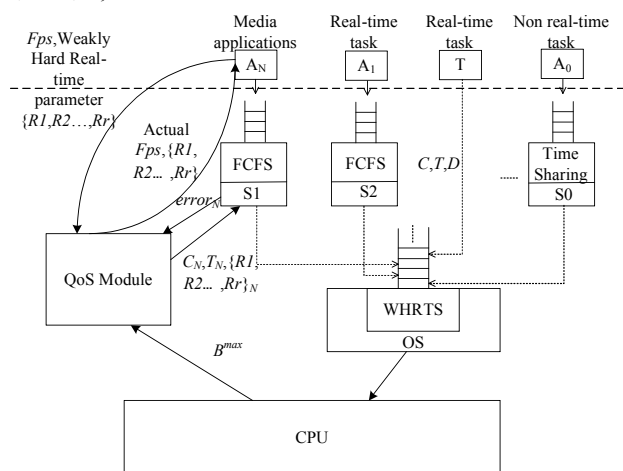 Fps,Weakly
Hard Real-
time
parameter
{R1,R2…,Rr}
Media
applications
Real-time
task
Real-time
task
Non real-time
task
A_N
A_1
T
A_0
Actual
Fps,{R1,
R2... ,Rr}
error_N
FCFS
S1
FCFS
S2
C,T,D
......
Time
Sharing
S0
C_N,T_N,{R1,
R2... ,Rr}_N
QoS Module
WHRTS
OS
B^max
CPU